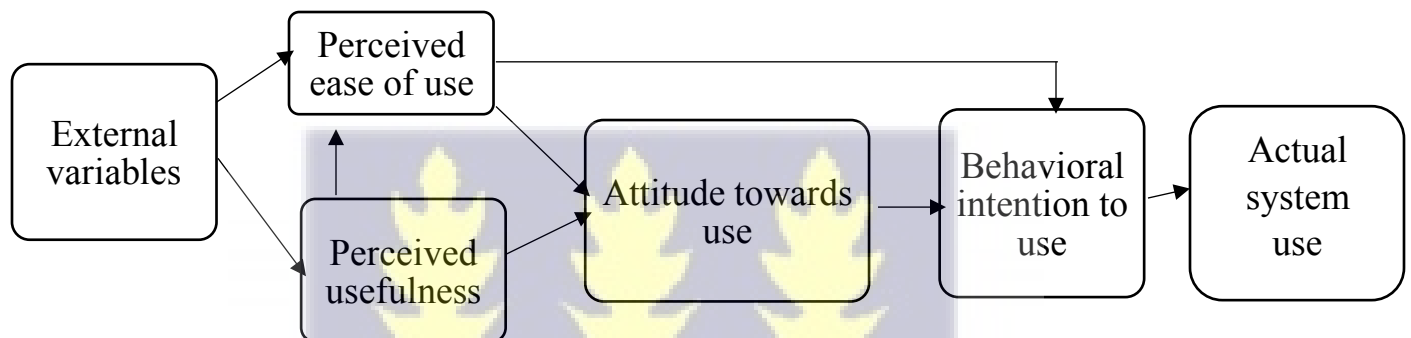 External
variables
Perceived
ease of use
Perceived
usefulness
Attitude towards
use
Behavioral
intention to
use
Actual
system
use